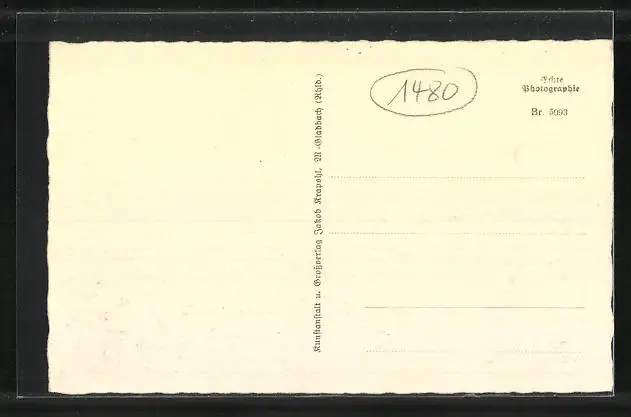 1480
Echte
Photographie
Br. 5093
Kunstanstalt u. Großverlag Jakob Krapohl, M.-Gladbach (Rhld.)